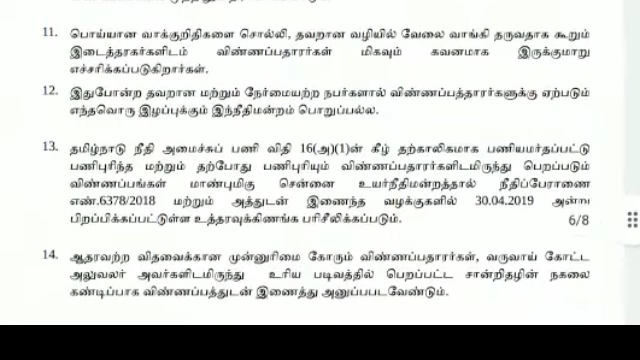 11. பொய்யான வாக்குறிதிகளை சொல்லி, தவறான வழியில் வேலை வாங்கி தருவதாக கூறும்
இடைத்தரகர்களிடம் விண்ணப்பதாரர்கள் மிகவும் கவனமாக இருக்குமாறு
எச்சரிக்கப்படுகிறார்கள்.
12. இதுபோன்ற தவறான மற்றும் நேர்மையற்ற நபர்களால் விண்ணப்பத்தாரர்களுக்கு ஏற்படும்
எந்தவொரு இழப்புக்கும் இந்நீதிமன்றம் பொறுப்பல்ல.
13. தமிழ்நாடு நீதி அமைச்சுப் பணி விதி 16(அ)(1)ன் கீழ் தற்காலிகமாக பணியமர்தப்பட்டு
பணிபுரிந்த மற்றும் தற்போது பணிபுரியும் விண்ணப்பதாரர்களிடமிருந்து பெறப்படும்
விண்ணப்பங்கள் மாண்புமிகு சென்னை உயர்நீதிமன்றத்தால் நீதிப்பேராணை
எண்.6378/2018 மற்றும் அத்துடன் இணைந்த வழக்குகளில் 30.04.2019 அன்று
பிறப்பிக்கப்பட்டுள்ள உத்தரவுக்கிணங்க பரிசீலிக்கப்படும். 6/8
14. ஆதரவற்ற விதவைக்கான முன்னுரிமை கோரும் விண்ணப்பதாரர்கள், வருவாய் கோட்ட
அலுவலர் அவர்களிடமிருந்து உரிய படிவத்தில் பெறப்பட்ட சான்றிதழின் நகலை
கண்டிப்பாக விண்ணப்பத்துடன் இணைத்து அனுப்பபடவேண்டும்.